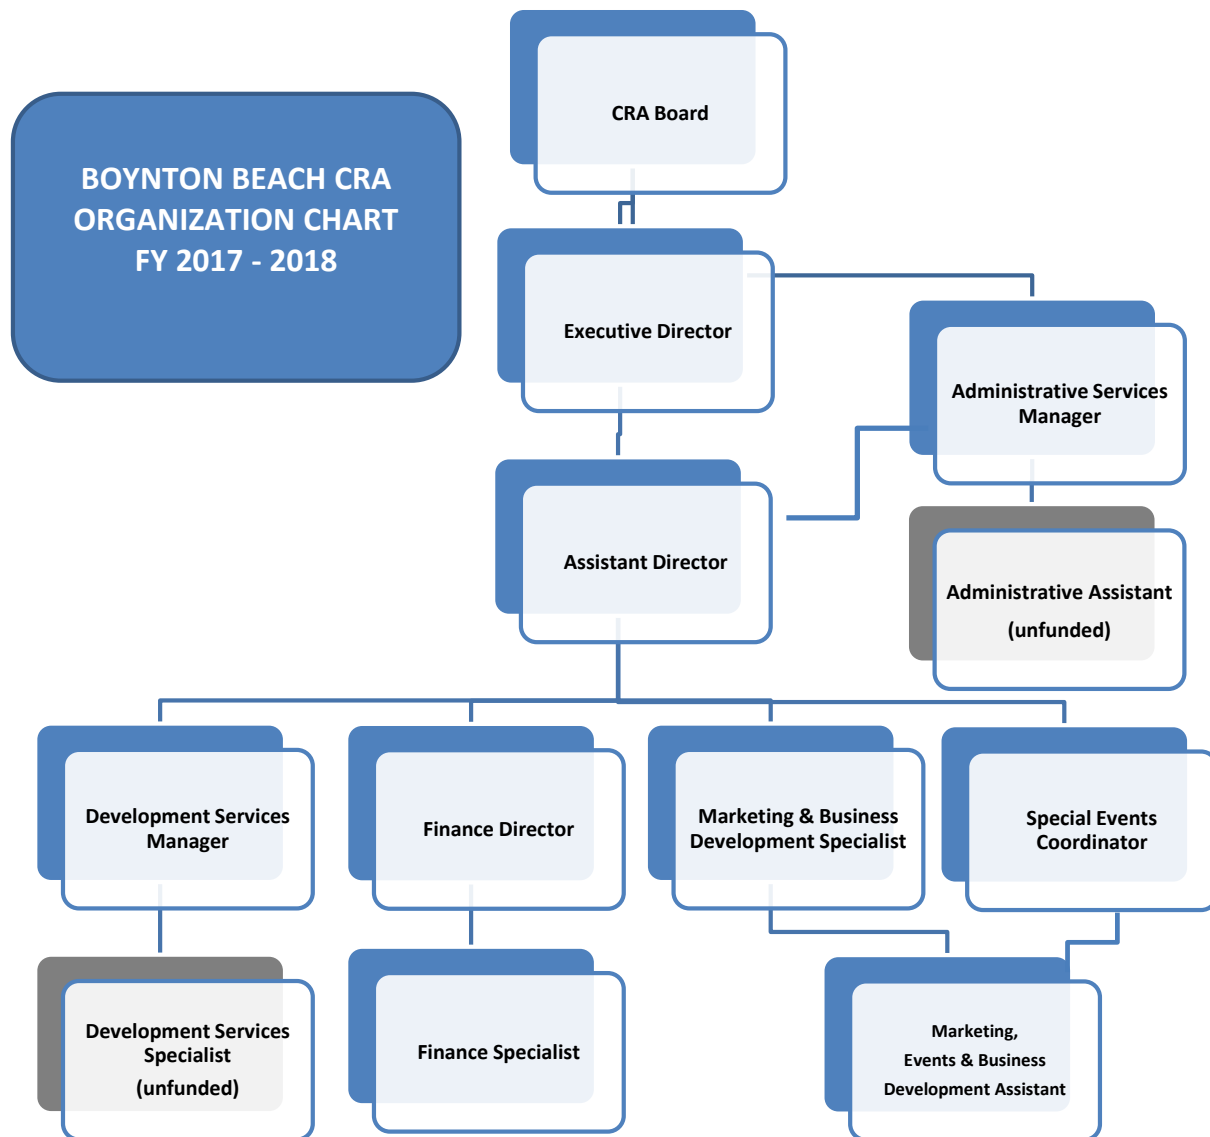 CRA Board
BOYNTON BEACH CRA
ORGANIZATION CHART
FY 2017 - 2018
Executive Director
Administrative Services
Manager
Assistant Director
Administrative Assistant
(unfunded)
Development Services
Manager
Finance Director
Marketing & Business
Development Specialist
Special Events
Coordinator
Development Services
Specialist
(unfunded)
Finance Specialist
Marketing,
Events & Business
Development Assistant